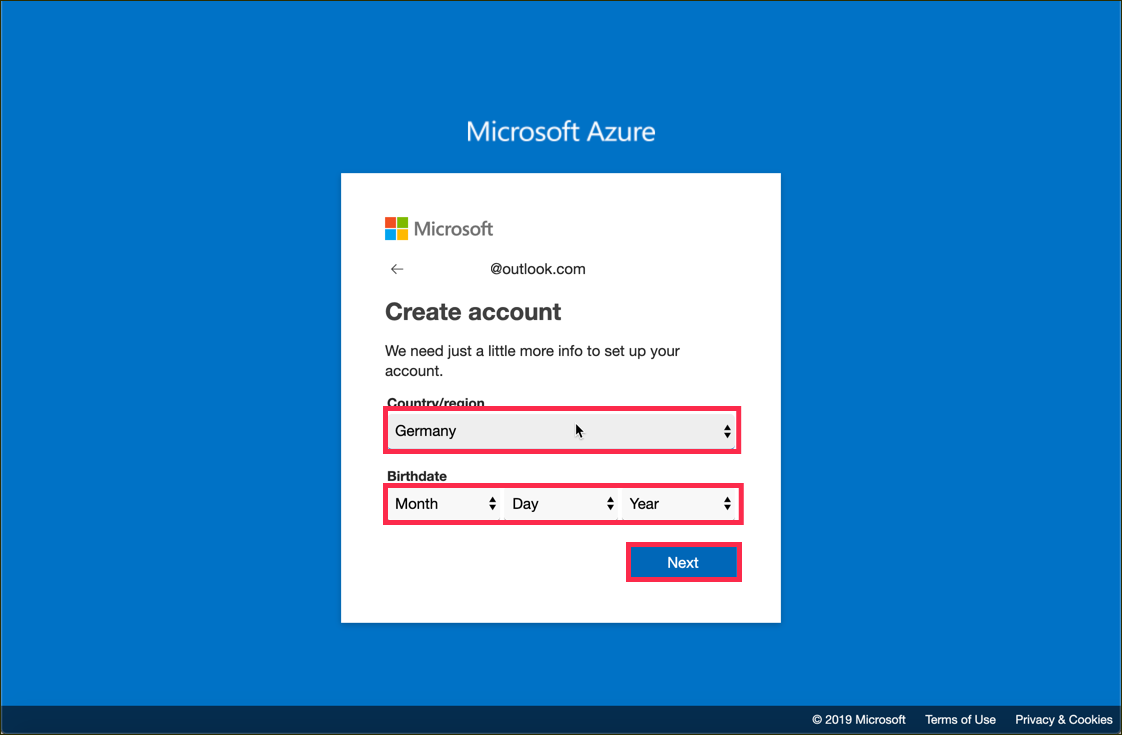 Microsoft Azure
Microsoft
@outlook.com
Create account
We need just a little more info to set up your
account.
Country/region
Germany
Birthdate
Month Day Year
Next
© 2019 Microsoft Terms of Use Privacy & Cookies